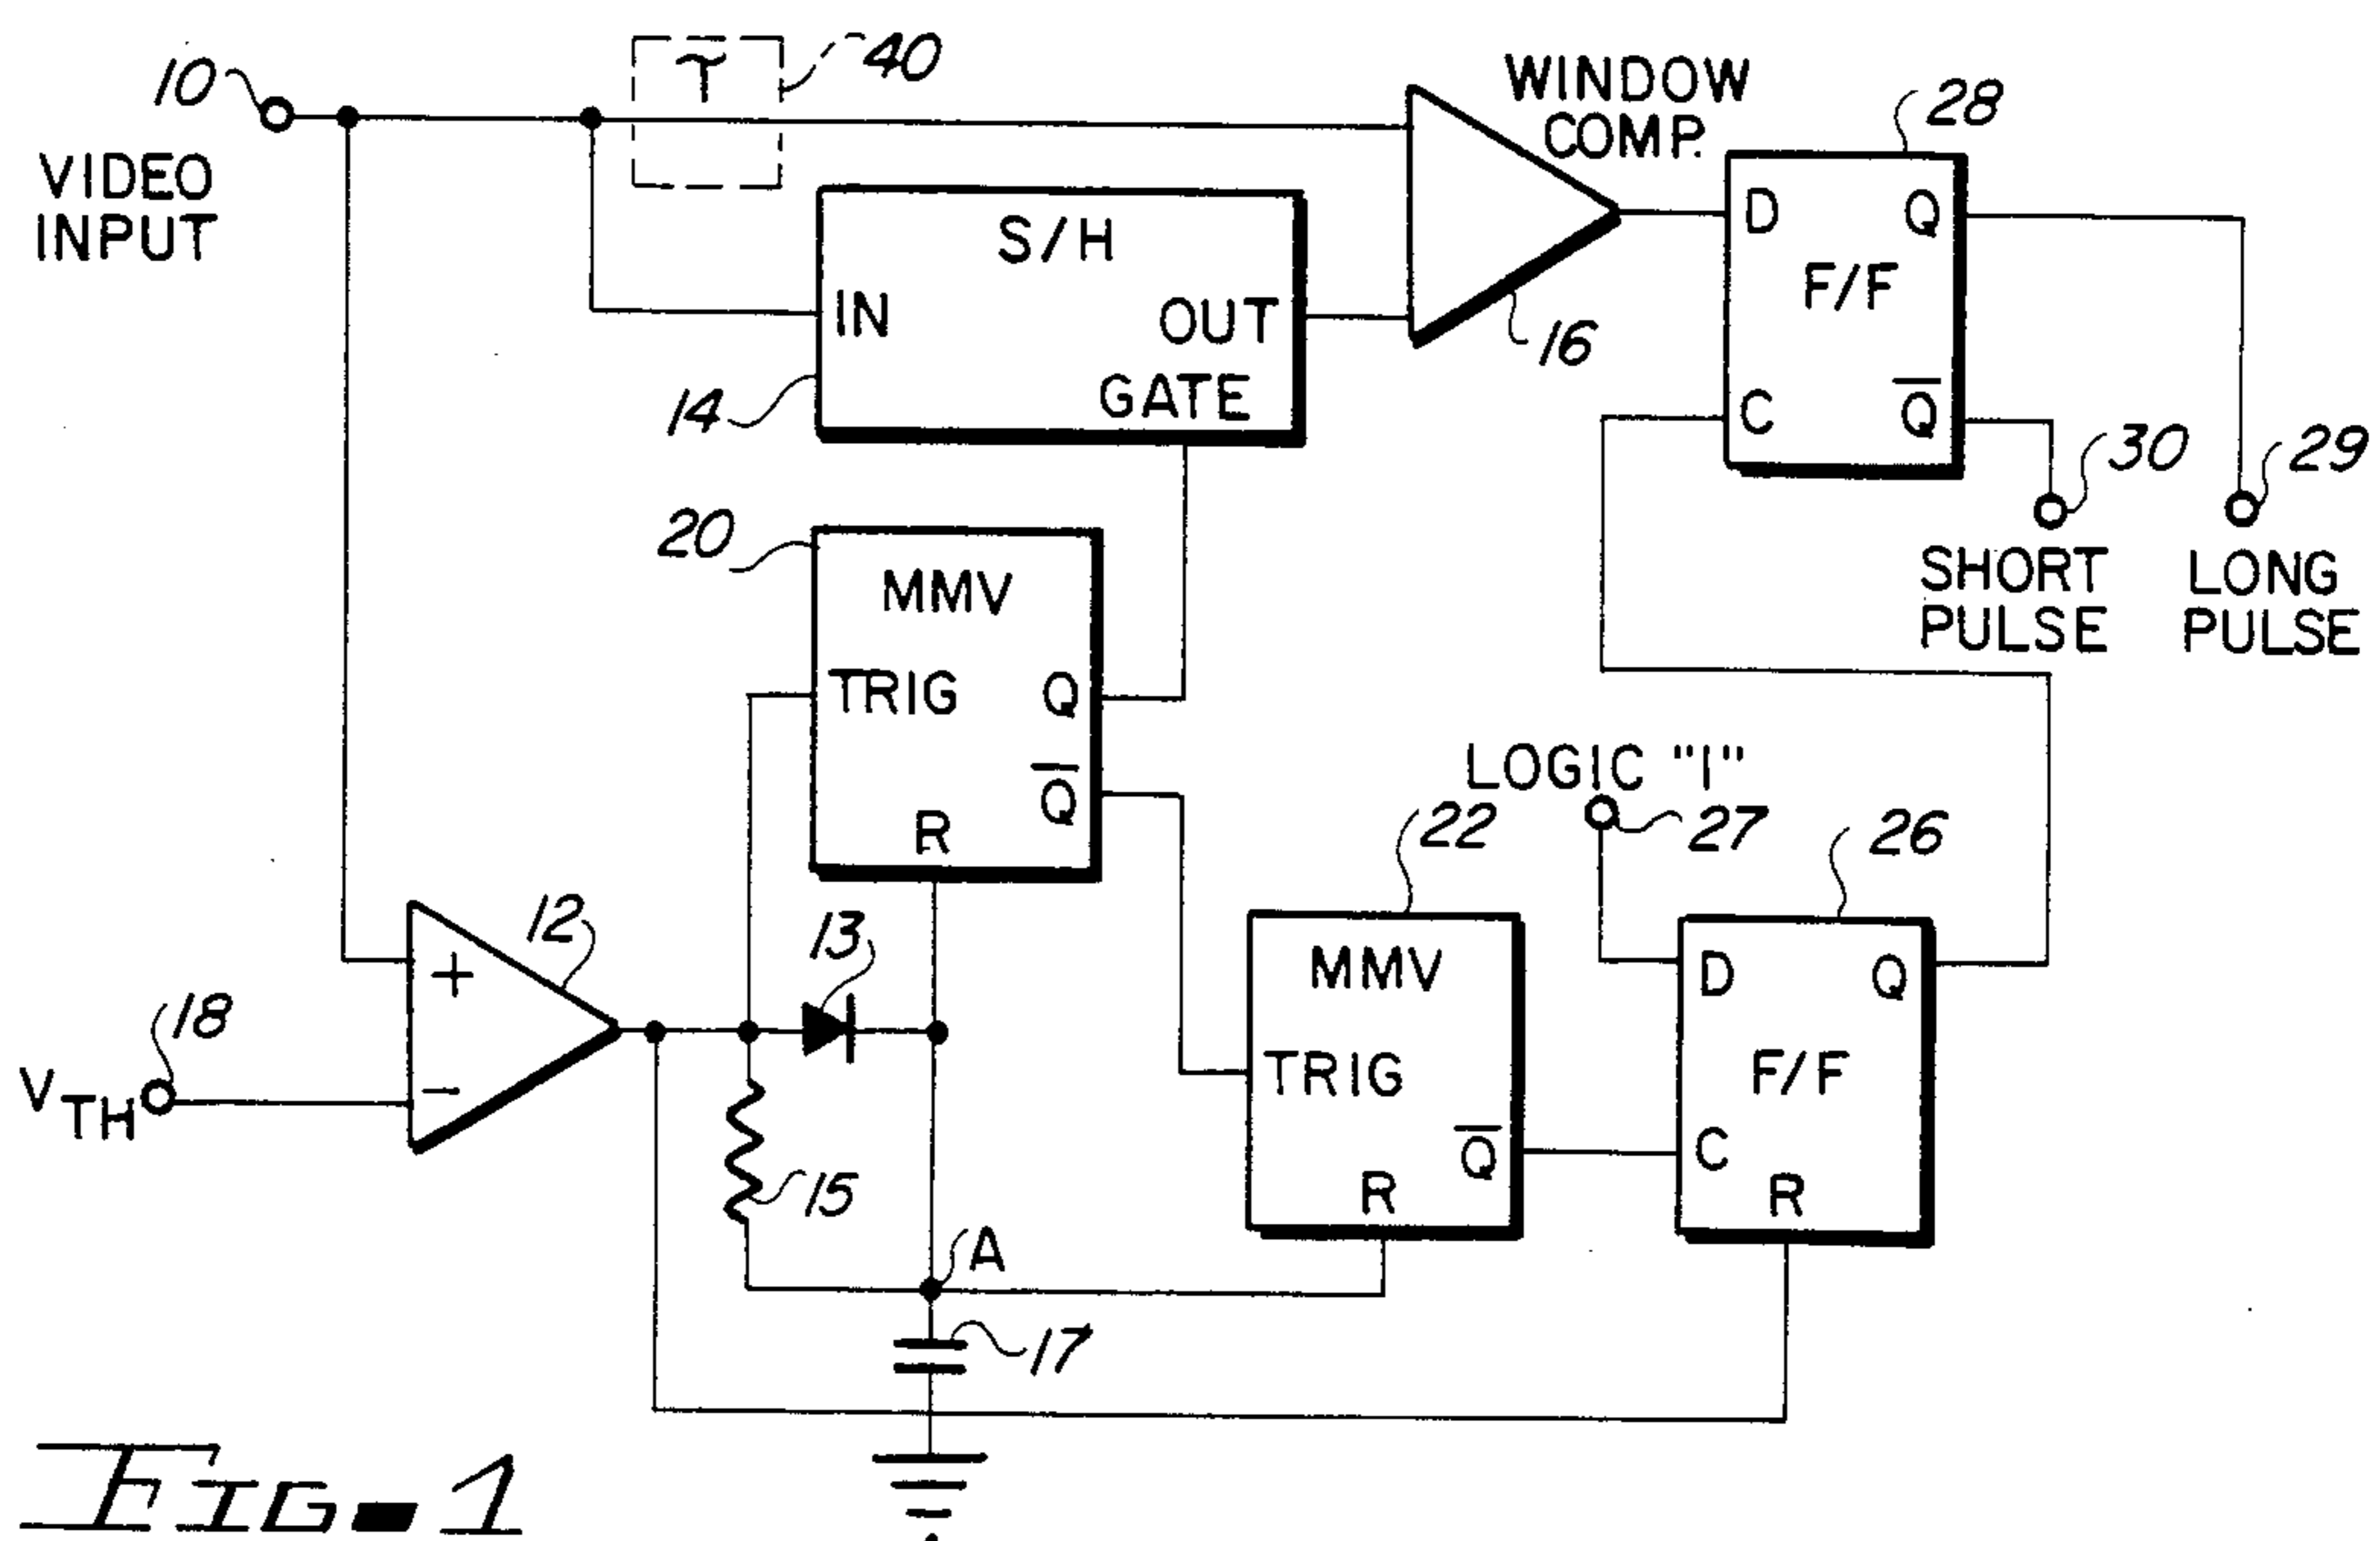 10
VIDEO
INPUT
τ
40
WINDOW
COMP.
16
28
D
Q
F/F
C
Q̅
30
29
SHORT
PULSE
LONG
PULSE
S/H
IN
OUT
GATE
14
20
MMV
TRIG
Q
Q̅
R
12
+
−
18
V TH
13
15
A
17
22
MMV
TRIG
Q̅
R
LOGIC "1"
27
26
D
Q
F/F
C
R
FIG-1